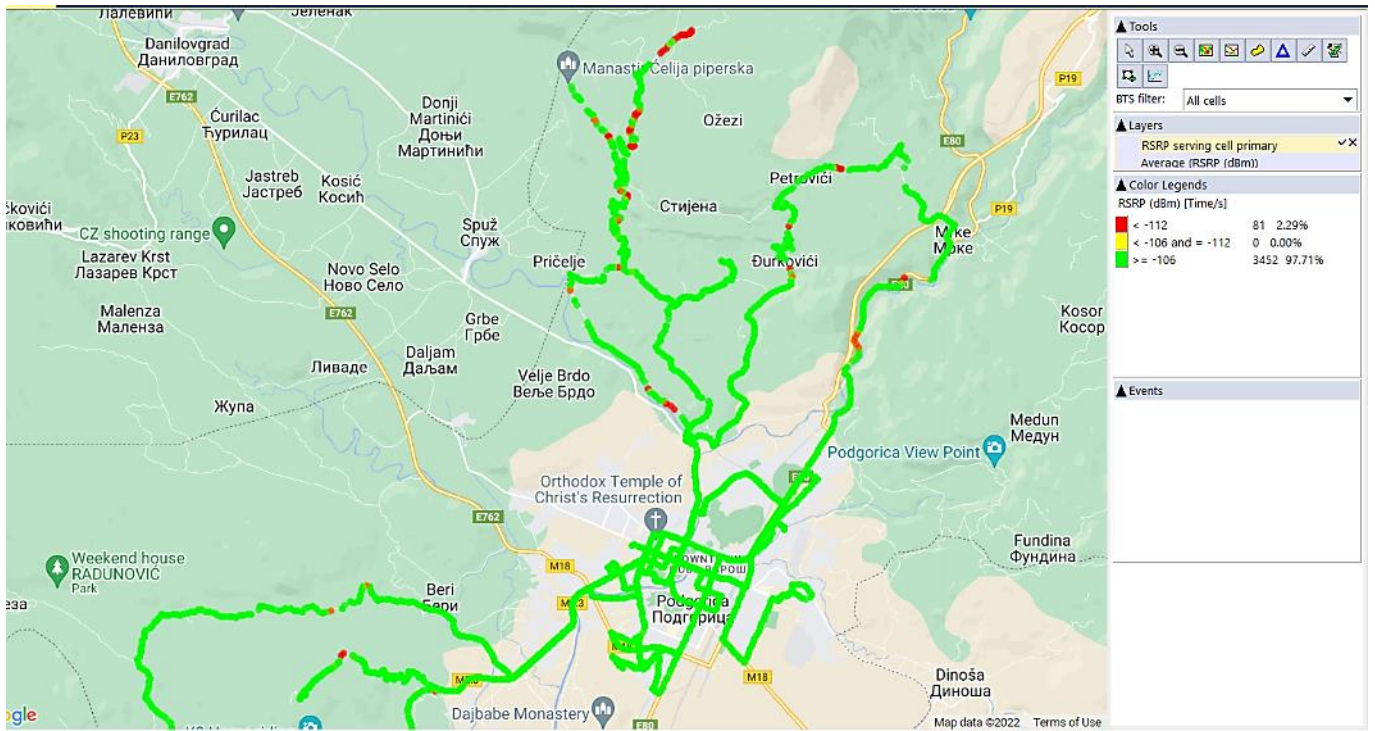 Лалевићи
Јеленак
Danilovgrad
Даниловград
Manastir Ćelija piperska
P19
E762
Ćurilac
Ћурилац
P23
Donji
Martinići
Доњи
Мартинићи
Ožezi
E80
Jastreb
Јастреб
Kosić
Косић
Petrovići
Стијена
P19
čkovići
ковићи
CZ shooting range
Spuž
Спуж
Mrke
Мрке
Lazarev Krst
Лазарев Крст
Novo Selo
Ново Село
Pričelje
Đurkovići
E80
Malenza
Маленза
E762
Grbe
Грбе
Kosor
Косор
Ливаде
Daljam
Даљам
Velje Brdo
Веље Брдо
Жупа
Medun
Медун
Podgorica View Point
Orthodox Temple of
Christ's Resurrection
E762
Weekend house
RADUNOVIĆ
Park
Fundina
Фундина
M18
Beri
Бери
Podgorica
Подгорица
M18
Dinoša
Диноша
Dajbabe Monastery
E80
gle
Map data ©2022 Terms of Use
Tools
BTS filter: All cells
Layers
RSRP serving cell primary
Average (RSRP (dBm))
Color Legends
RSRP (dBm) [Time/s]
< -112 81 2.29%
< -106 and = -112 0 0.00%
>= -106 3452 97.71%
Events